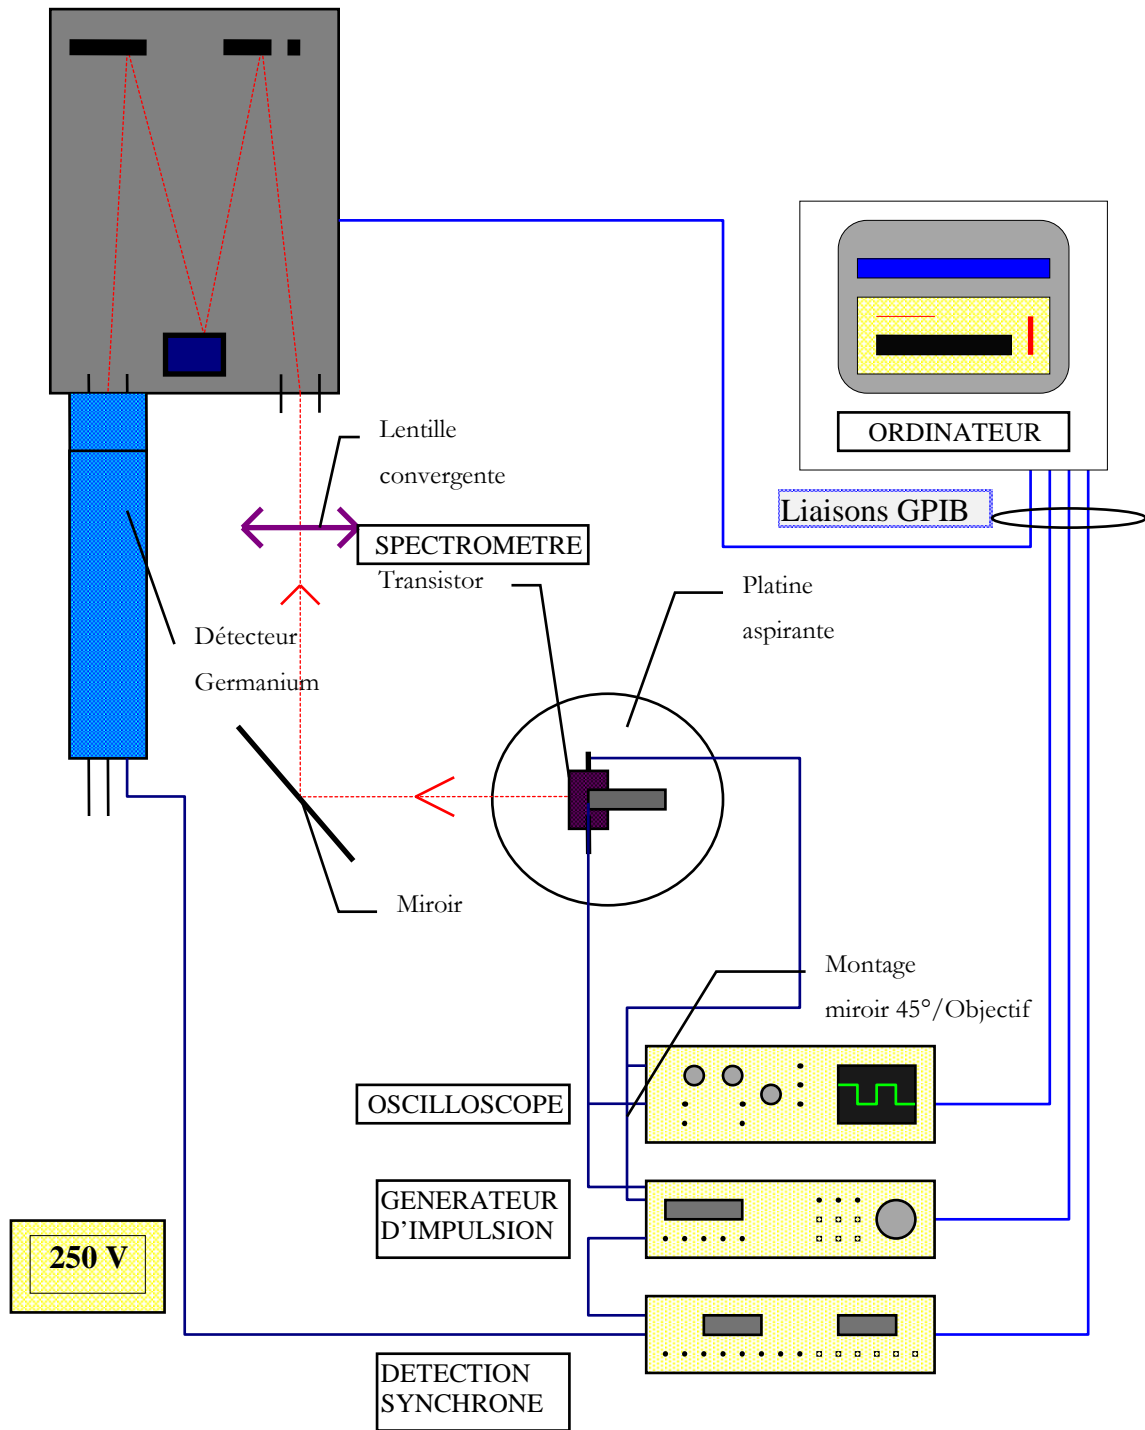 ORDINATEUR
Lentille
convergente
Liaisons GPIB
SPECTROMETRE
Transistor
Platine
aspirante
Détecteur
Germanium
Miroir
Montage
miroir 45°/Objectif
OSCILLOSCOPE
GENERATEUR
D’IMPULSION
250 V
DETECTION
SYNCHRONE